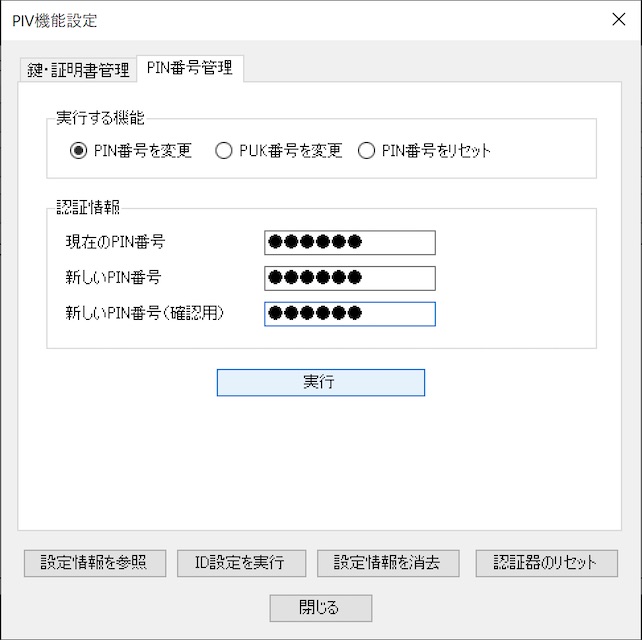 PIV機能設定
鍵・証明書管理 PIN番号管理
実行する機能
PIN番号を変更 PUK番号を変更 PIN番号をリセット
認証情報
現在のPIN番号 ●●●●●●
新しいPIN番号 ●●●●●●
新しいPIN番号(確認用) ●●●●●●
実行
設定情報を参照 ID設定を実行 設定情報を消去 認証器のリセット
閉じる